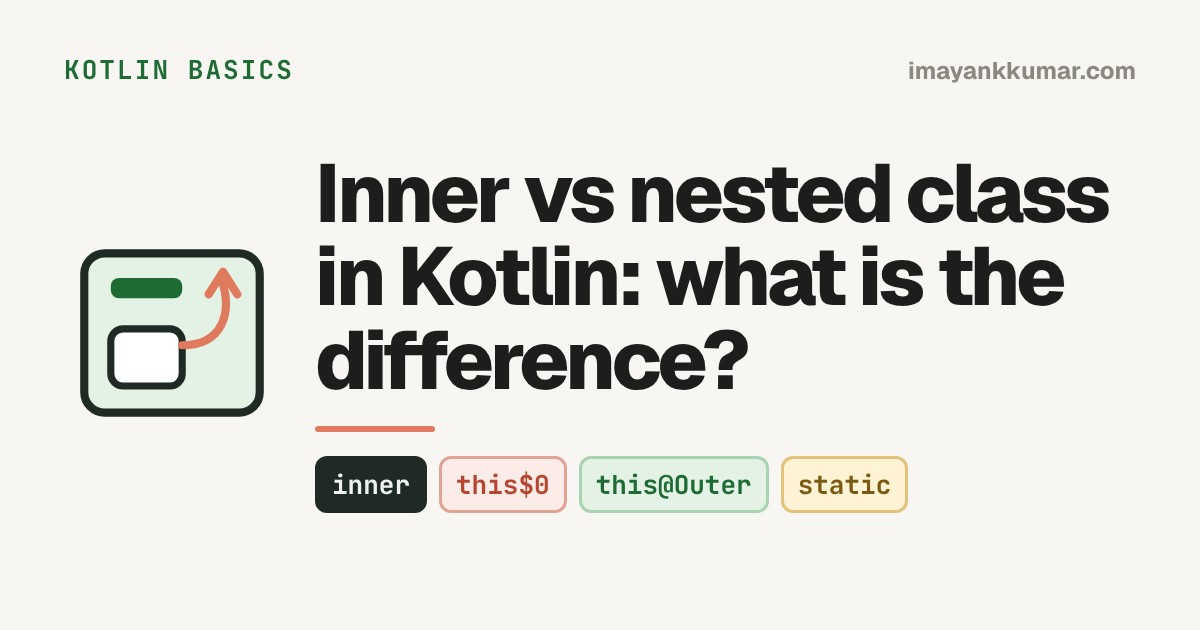 KOTLIN BASICS
imayankkumar.com
Inner vs nested class
in Kotlin: what is the
difference?
inner
this$0
this@Outer
static